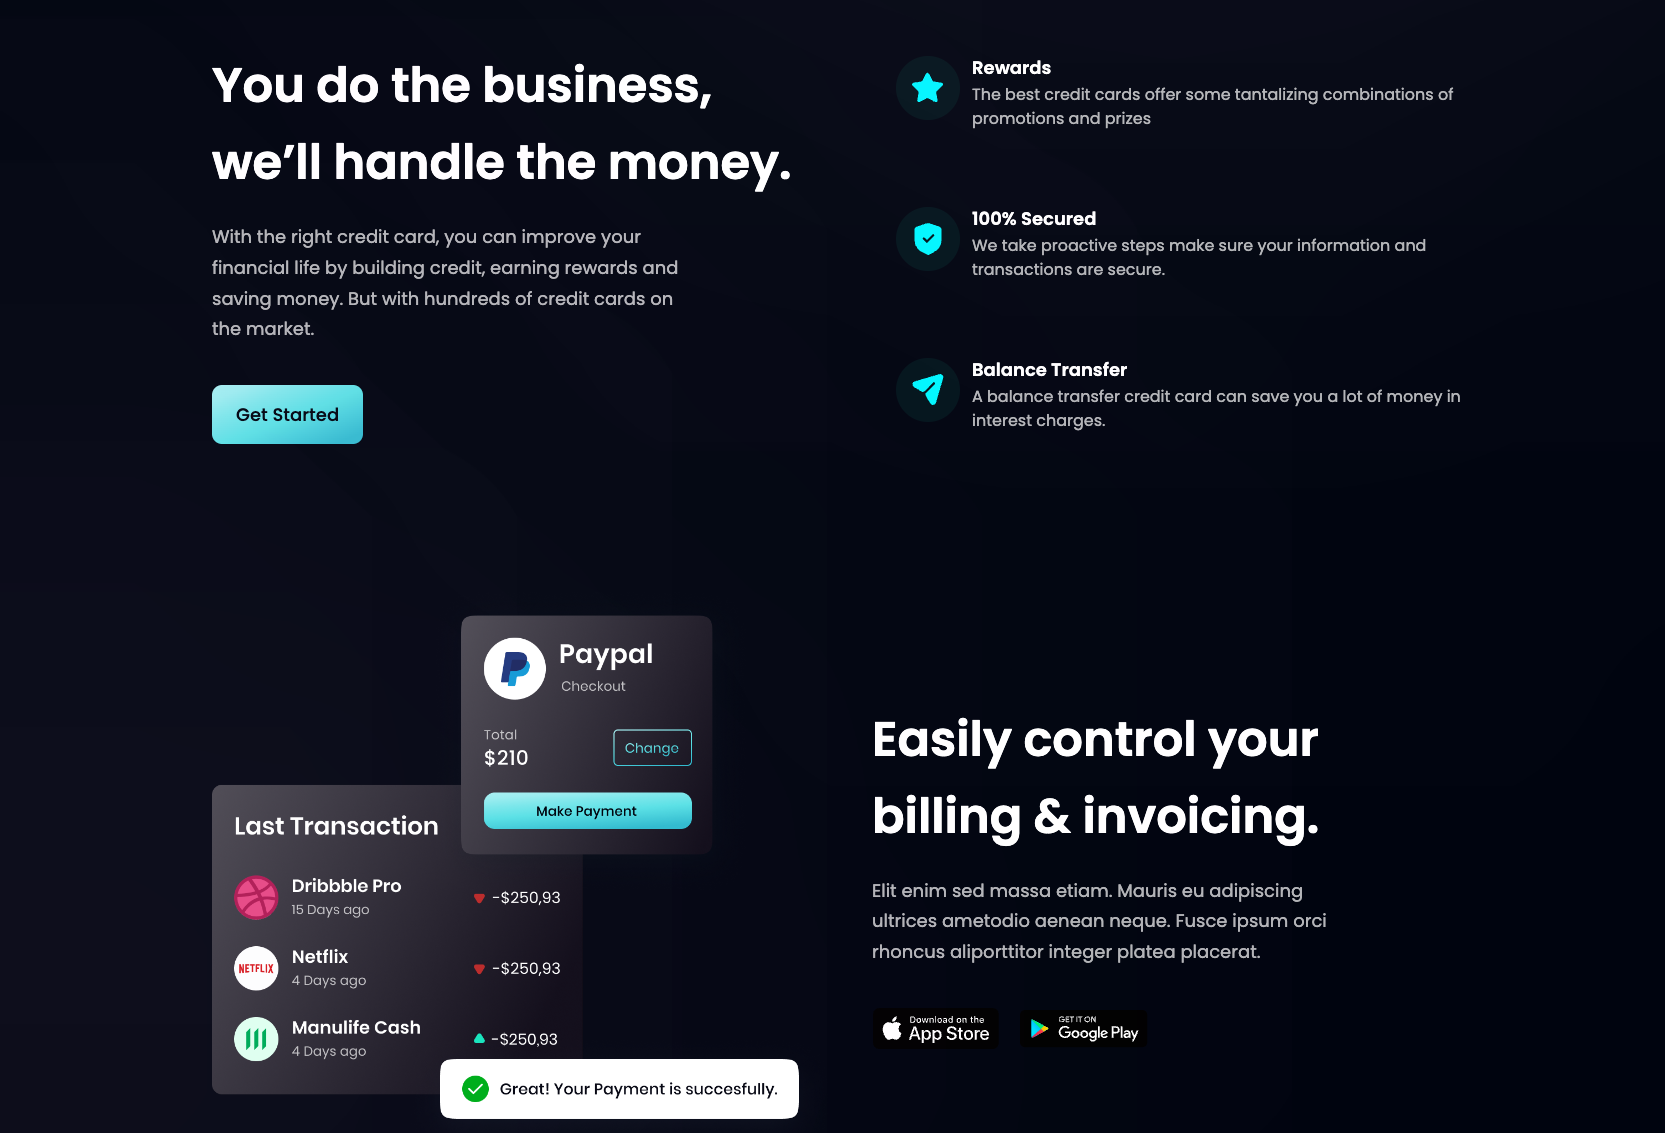 You do the business,
we’ll handle the money.
With the right credit card, you can improve your
financial life by building credit, earning rewards and
saving money. But with hundreds of credit cards on
the market.
Get Started
Rewards
The best credit cards offer some tantalizing combinations of
promotions and prizes
100% Secured
We take proactive steps make sure your information and
transactions are secure.
Balance Transfer
A balance transfer credit card can save you a lot of money in
interest charges.
Paypal
Checkout
Total
$210
Change
Make Payment
Last Transaction
Dribbble Pro
15 Days ago
-$250,93
NETFLIX
Netflix
4 Days ago
-$250,93
Manulife Cash
4 Days ago
-$250,93
Great! Your Payment is succesfully.
Easily control your
billing & invoicing.
Elit enim sed massa etiam. Mauris eu adipiscing
ultrices ametodio aenean neque. Fusce ipsum orci
rhoncus aliporttitor integer platea placerat.
Download on the
App Store
GET IT ON
Google Play